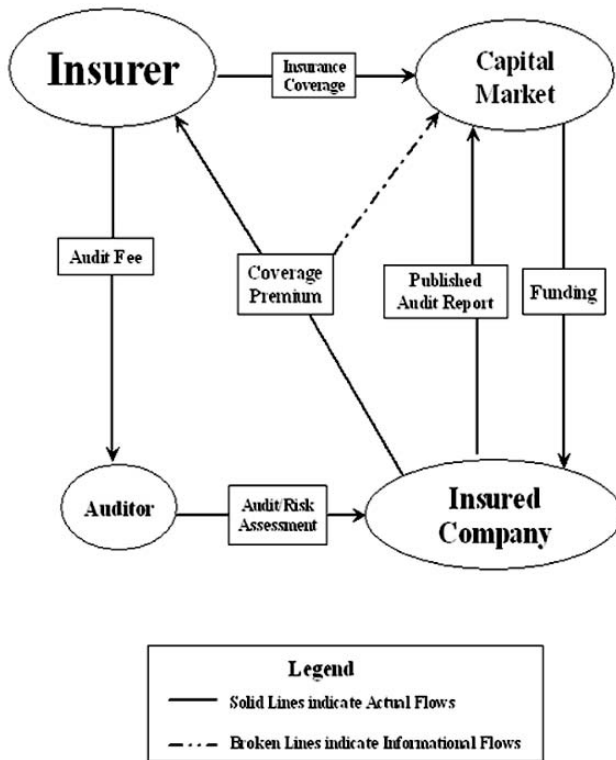 Insurer
Insurance
Coverage
Capital
Market
Audit Fee
Coverage
Premium
Published
Audit Report
Funding
Auditor
Audit/Risk
Assessment
Insured
Company
Legend
Solid Lines indicate Actual Flows
Broken Lines indicate Informational Flows